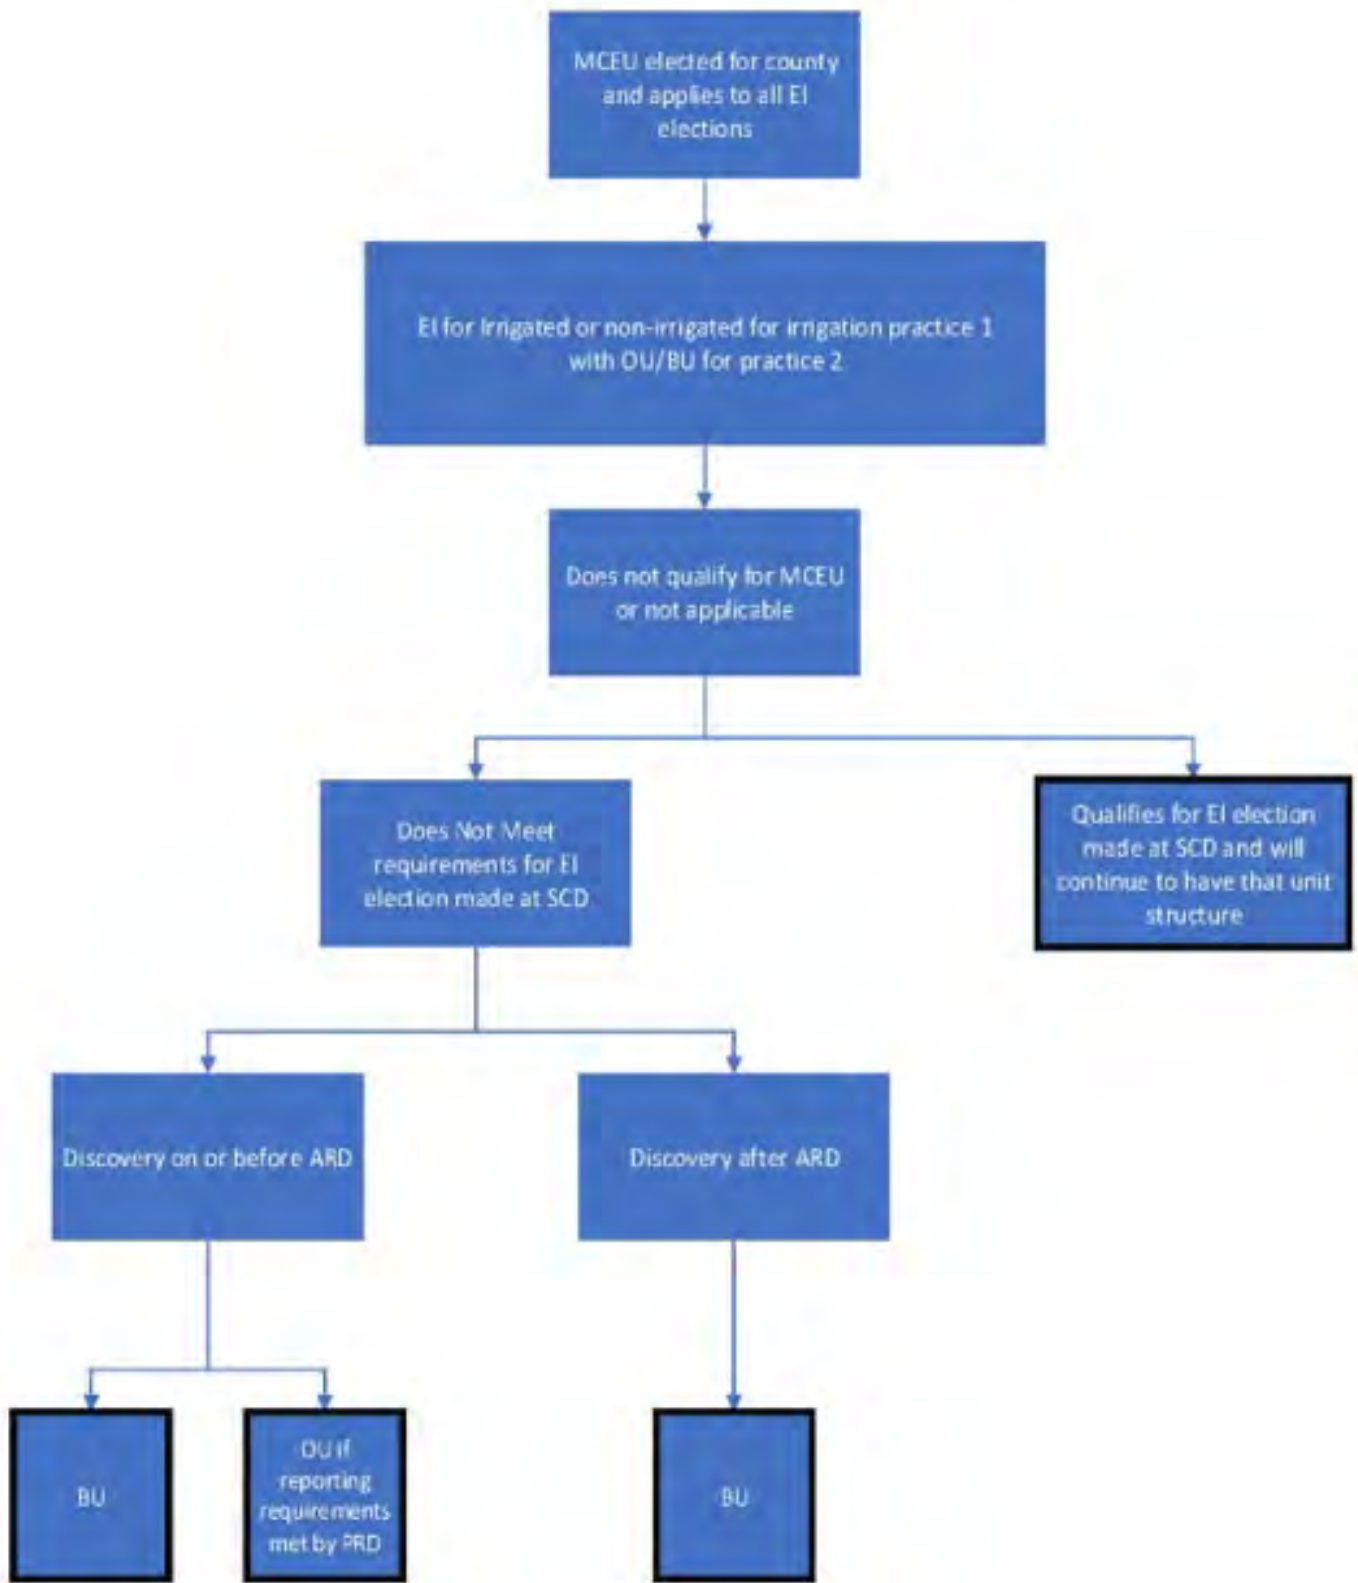 MCEU elected for county
and applies to all EI
elections
EI for Irrigated or non-irrigated for irrigation practice 1
with OU/BU for practice 2
Does not qualify for MCEU
or not applicable
Does Not Meet
requirements for EI
election made at SCD
Qualifies for EI election
made at SCD and will
continue to have that unit
structure
Discovery on or before ARD
Discovery after ARD
BU
OU if
reporting
requirements
met by PRD
BU